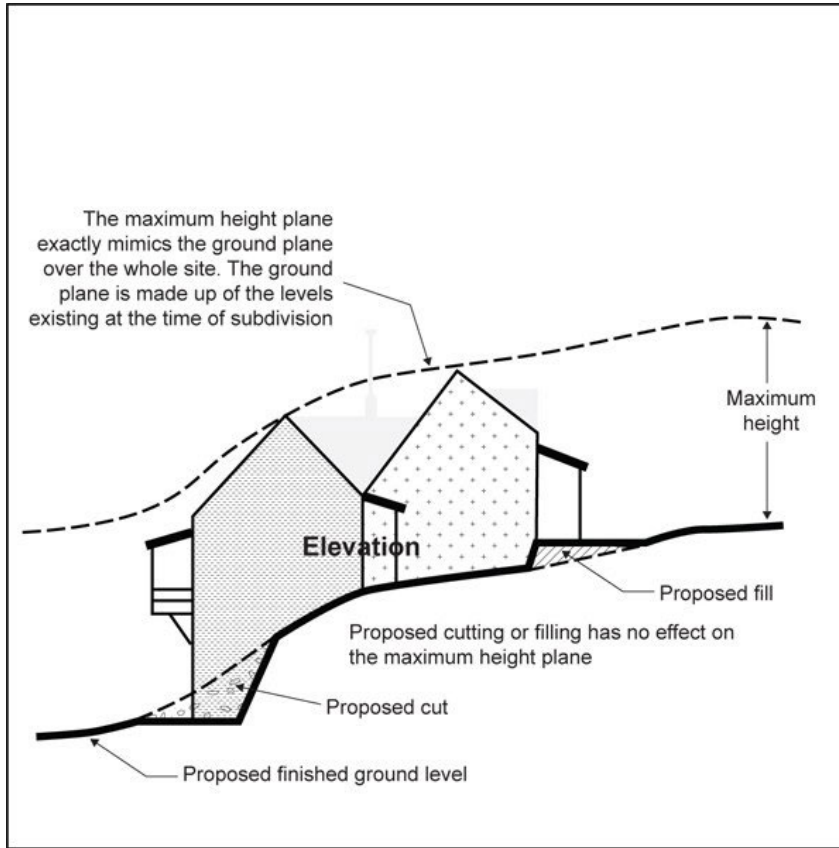 The maximum height plane
exactly mimics the ground plane
over the whole site. The ground
plane is made up of the levels
existing at the time of subdivision
Maximum
height
Elevation
Proposed fill
Proposed cutting or filling has no effect on
the maximum height plane
Proposed cut
Proposed finished ground level